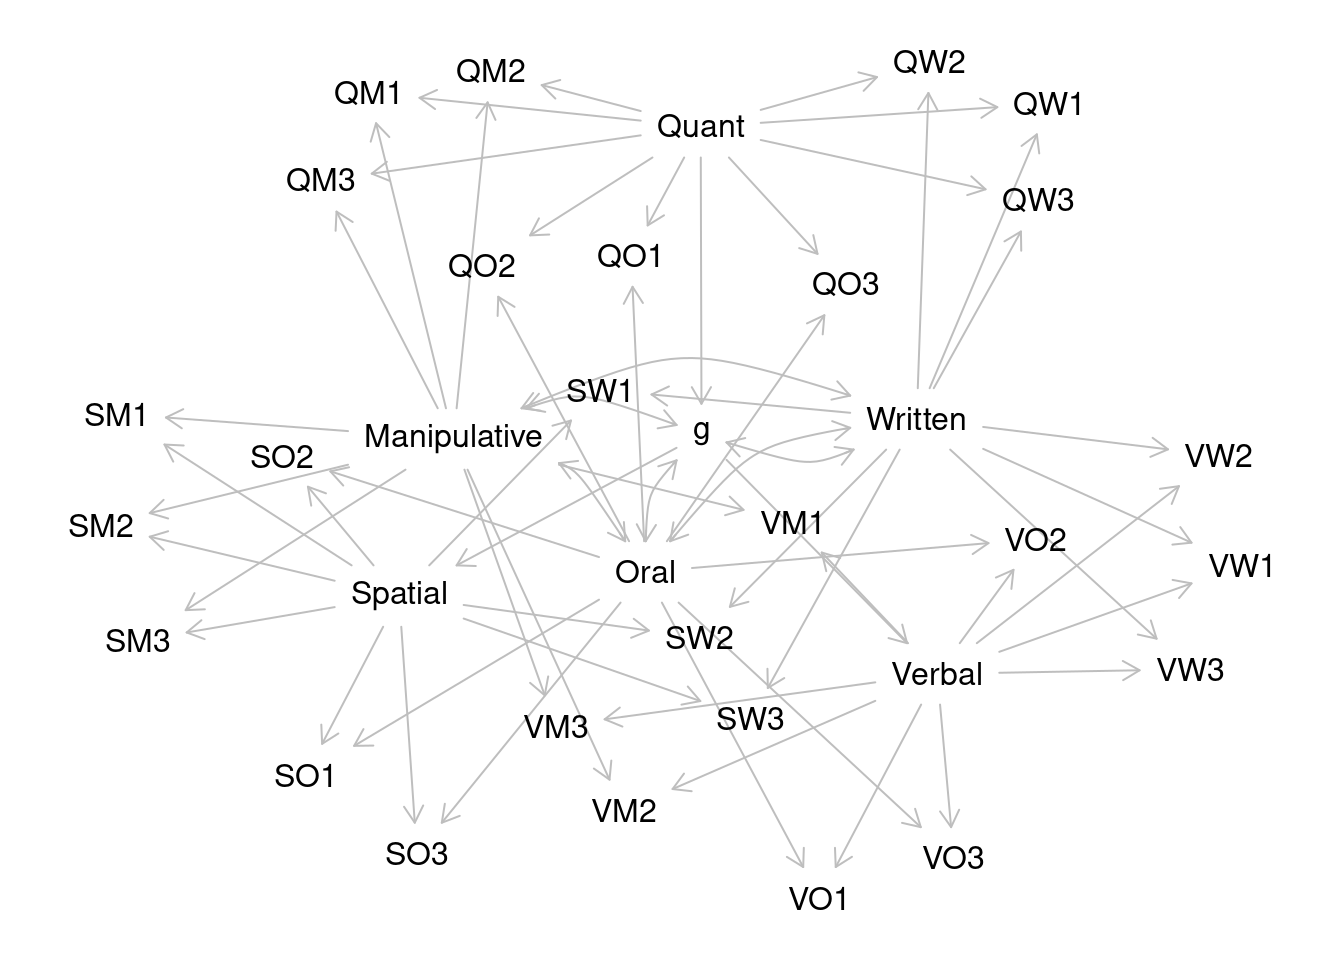 QW2
QM2
QM1
QW1
Quant
QM3
QW3
QO1
QO2
QO3
SW1
SM1
Written
g
Manipulative
SO2
VW2
VM1
SM2
VO2
VW1
Oral
Spatial
SW2
SM3
VW3
Verbal
SW3
VM3
SO1
VM2
SO3
VO3
VO1